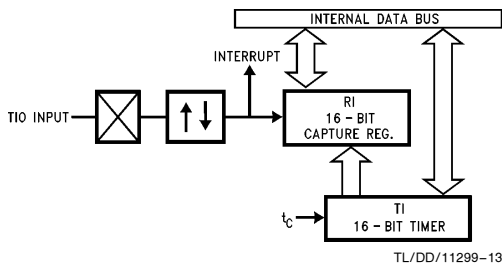 INTERNAL DATA BUS
INTERRUPT
TIO INPUT
RI
16-BIT
CAPTURE REG.
tC
TI
16-BIT TIMER
TL/DD/11299-13